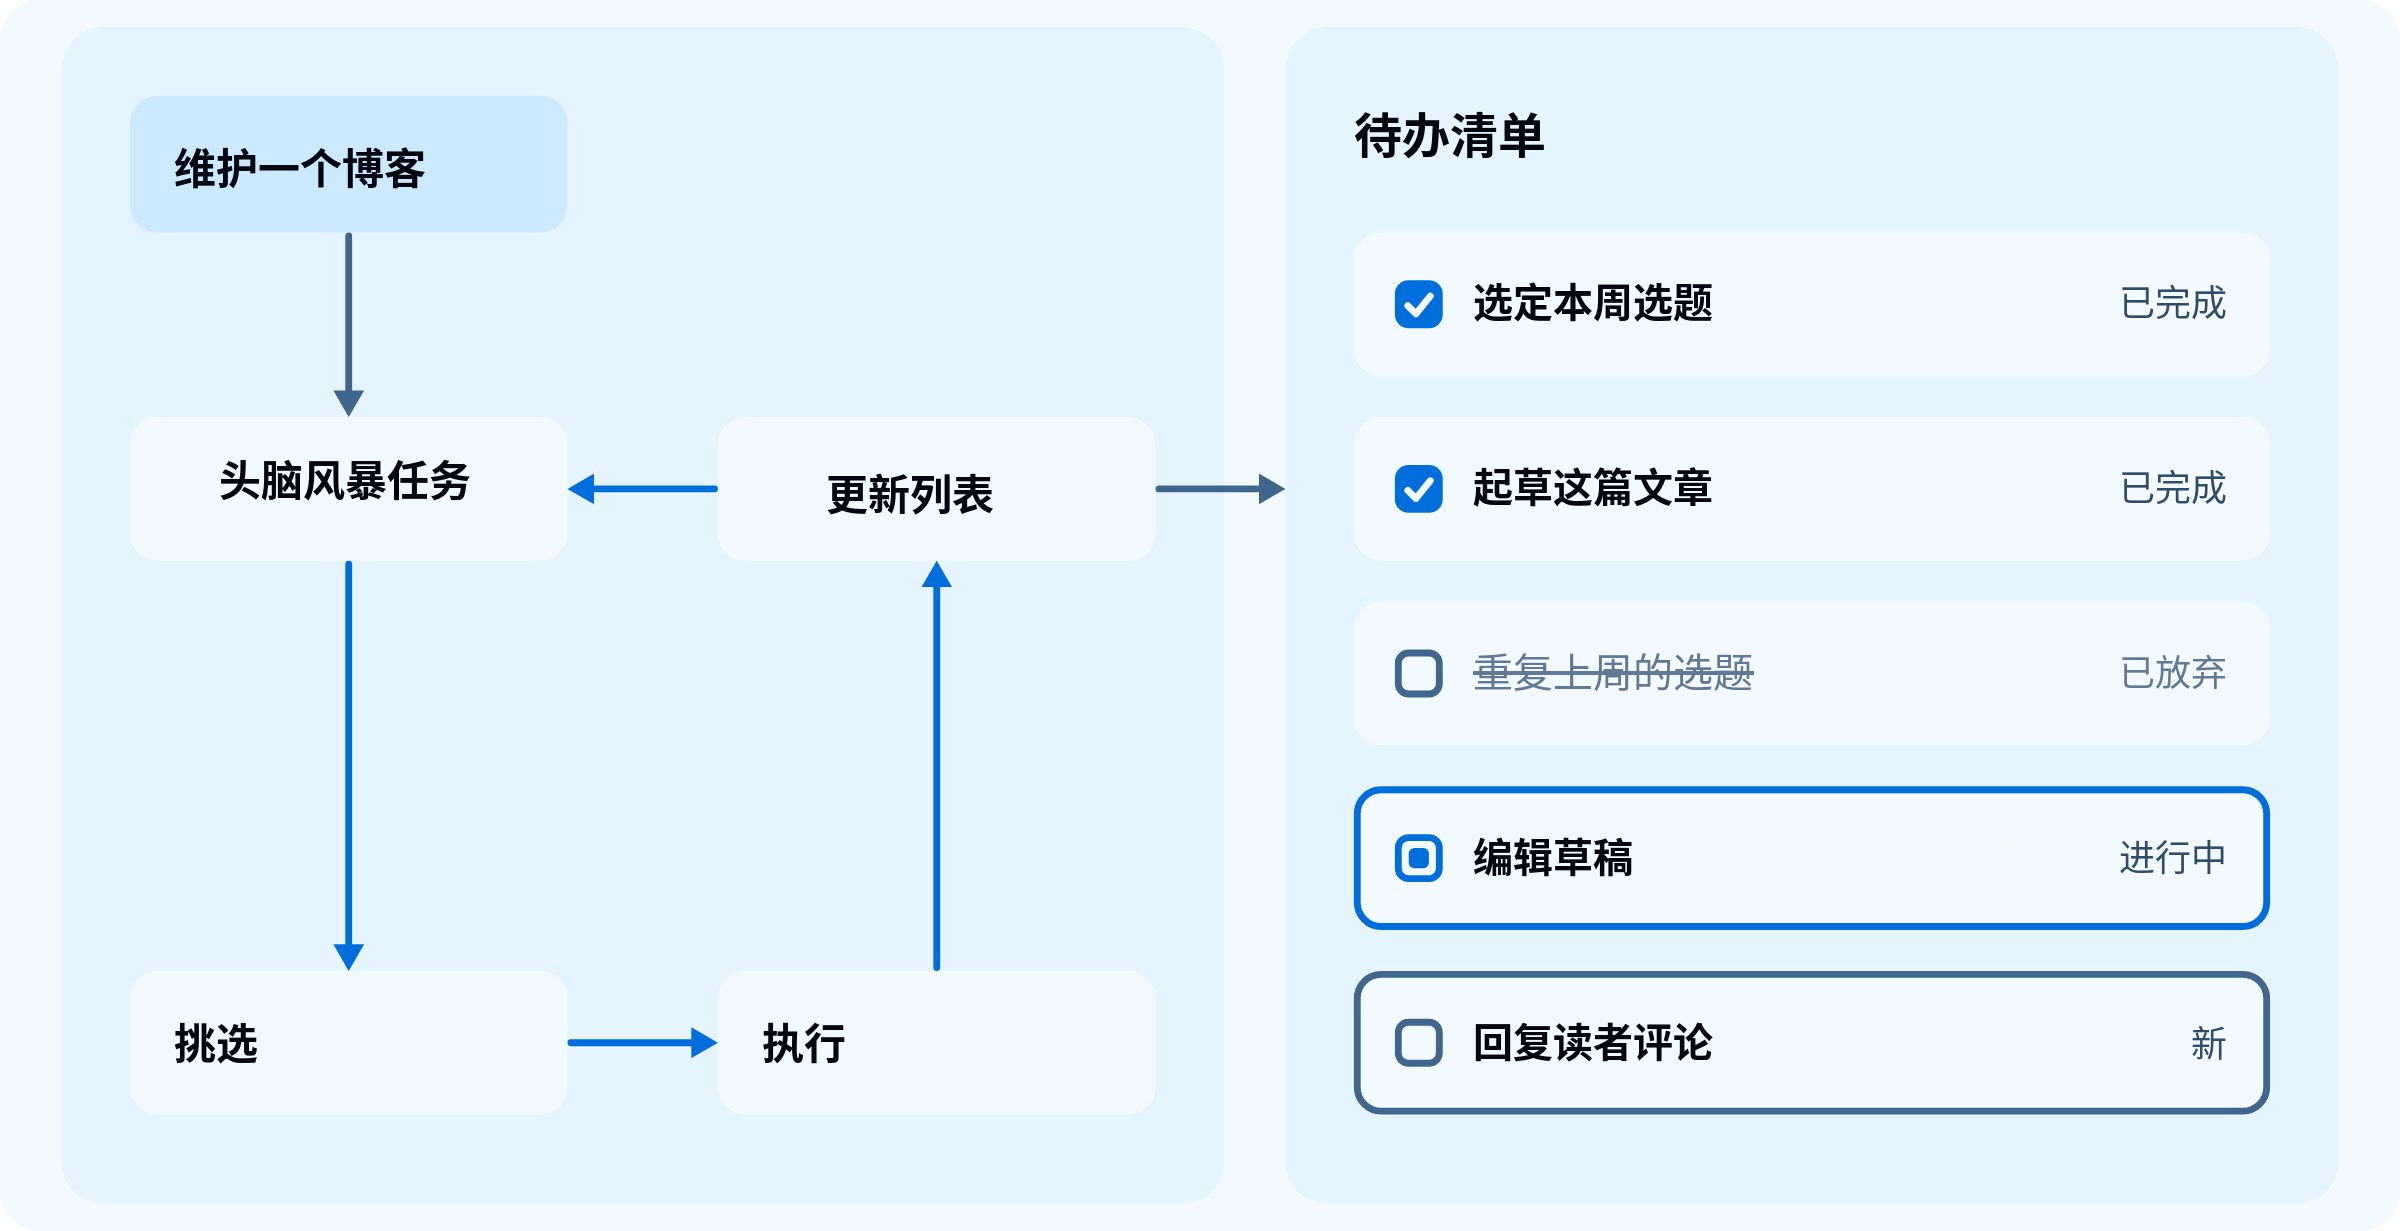 维护一个博客
头脑风暴任务
更新列表
挑选
执行
待办清单
选定本周选题 已完成
起草这篇文章 已完成
重复上周的选题 已放弃
编辑草稿 进行中
回复读者评论 新